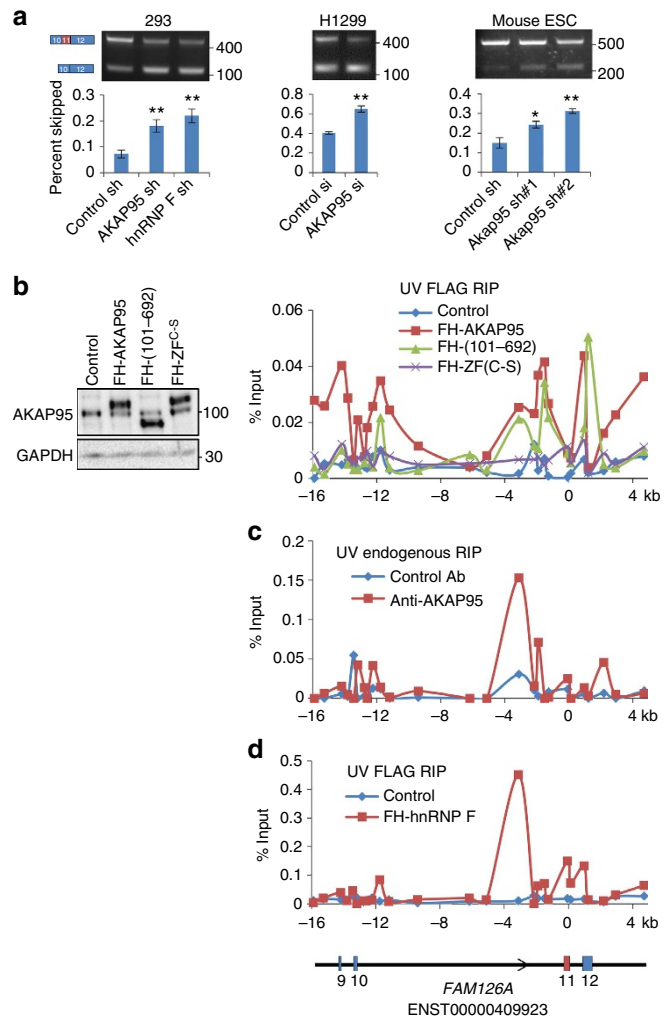 a
293
H1299
Mouse ESC
10 11 12
10 12
400
100
400
100
500
200
Percent skipped
0.3
0.2
0.1
0
**
**
Control sh
AKAP95 sh
hnRNP F sh
0.8
0.6
0.4
0.2
0
**
Control si
AKAP95 si
0.4
0.3
0.2
0.1
0
*
**
Control sh
Akap95 sh#1
Akap95 sh#2
b
Control
FH-AKAP95
FH-(101–692)
FH-ZFC-S
AKAP95
100
GAPDH
30
UV FLAG RIP
Control
FH-AKAP95
FH-(101–692)
FH-ZF(C-S)
% Input
0.06
0.04
0.02
0
–16 –12 –8 –4 0 4 kb
c
UV endogenous RIP
Control Ab
Anti-AKAP95
% Input
0.2
0.15
0.1
0.05
0
–16 –12 –8 –4 0 4 kb
d
UV FLAG RIP
Control
FH-hnRNP F
% Input
0.5
0.4
0.3
0.2
0.1
0
–16 –12 –8 –4 0 4 kb
9 10 11 12
FAM126A
ENST00000409923